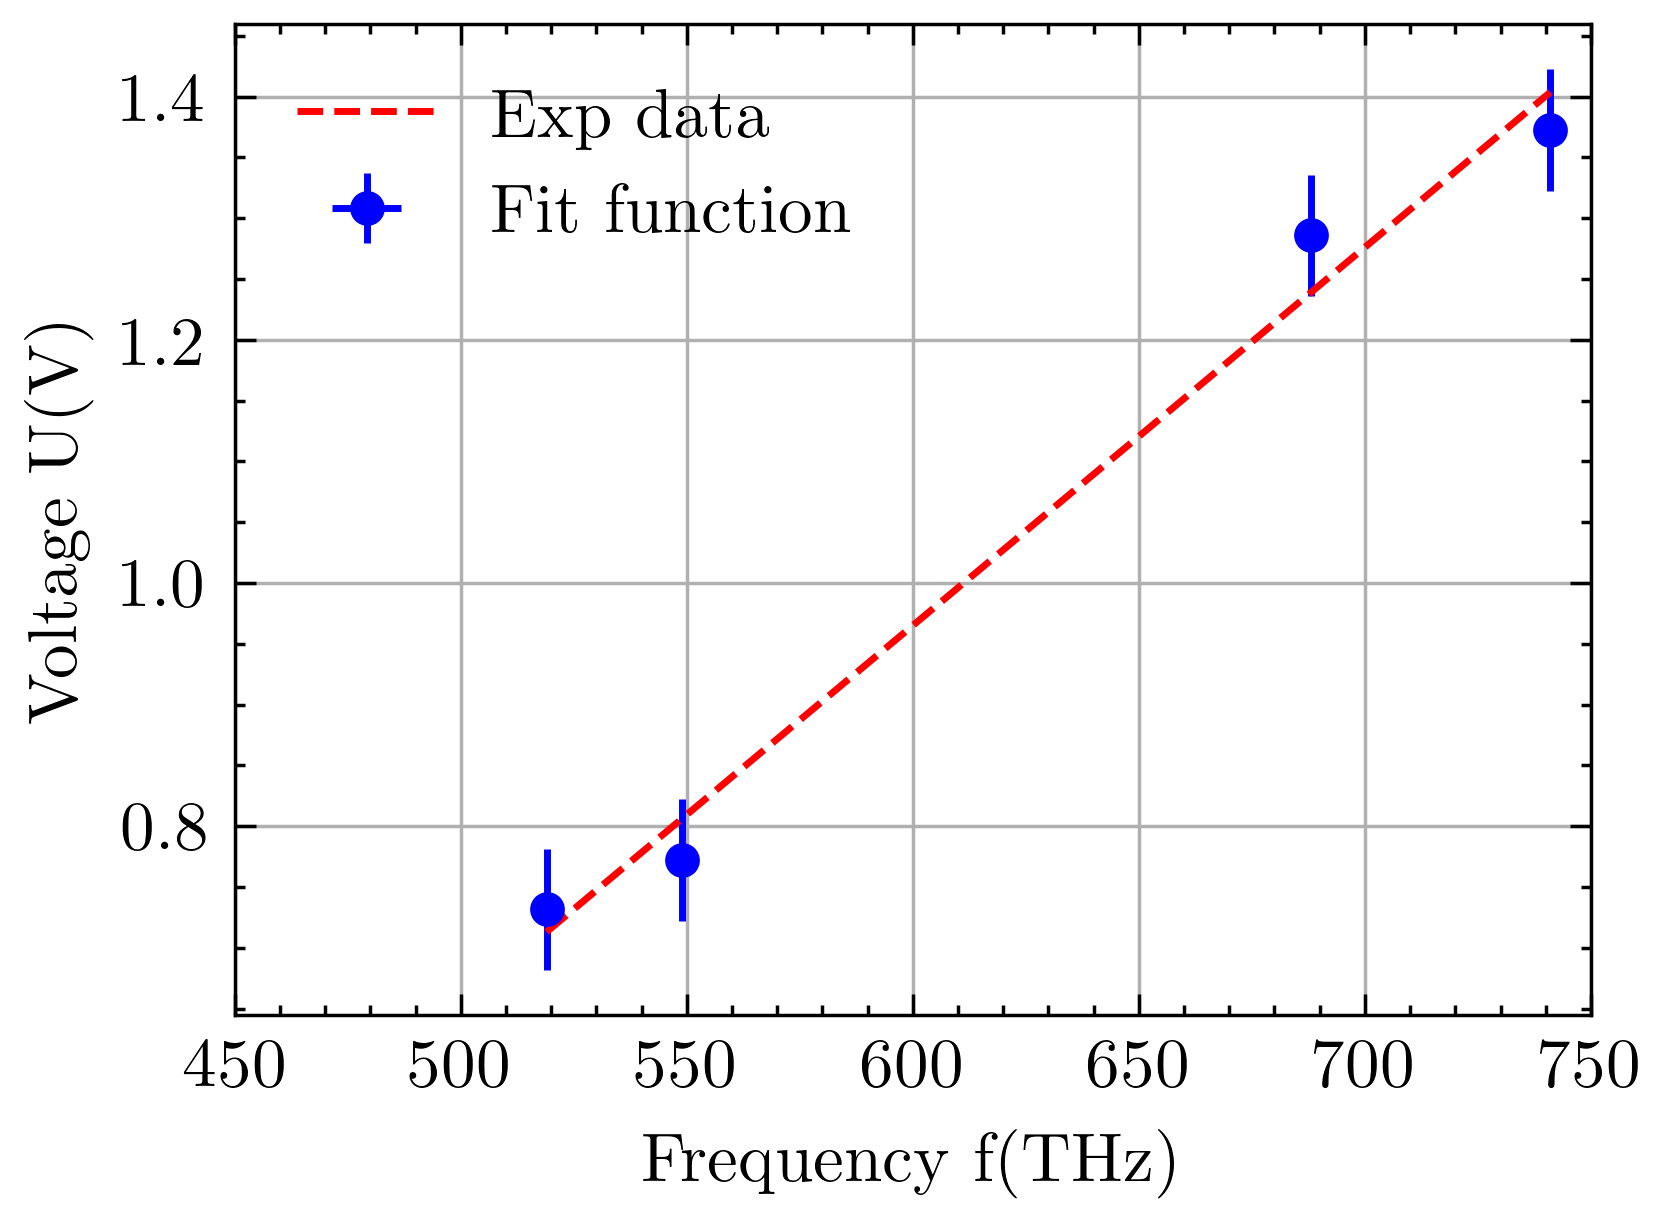 Exp data
Fit function
1.4
1.2
1.0
0.8
Voltage U(V)
450 500 550 600 650 700 750
Frequency f(THz)